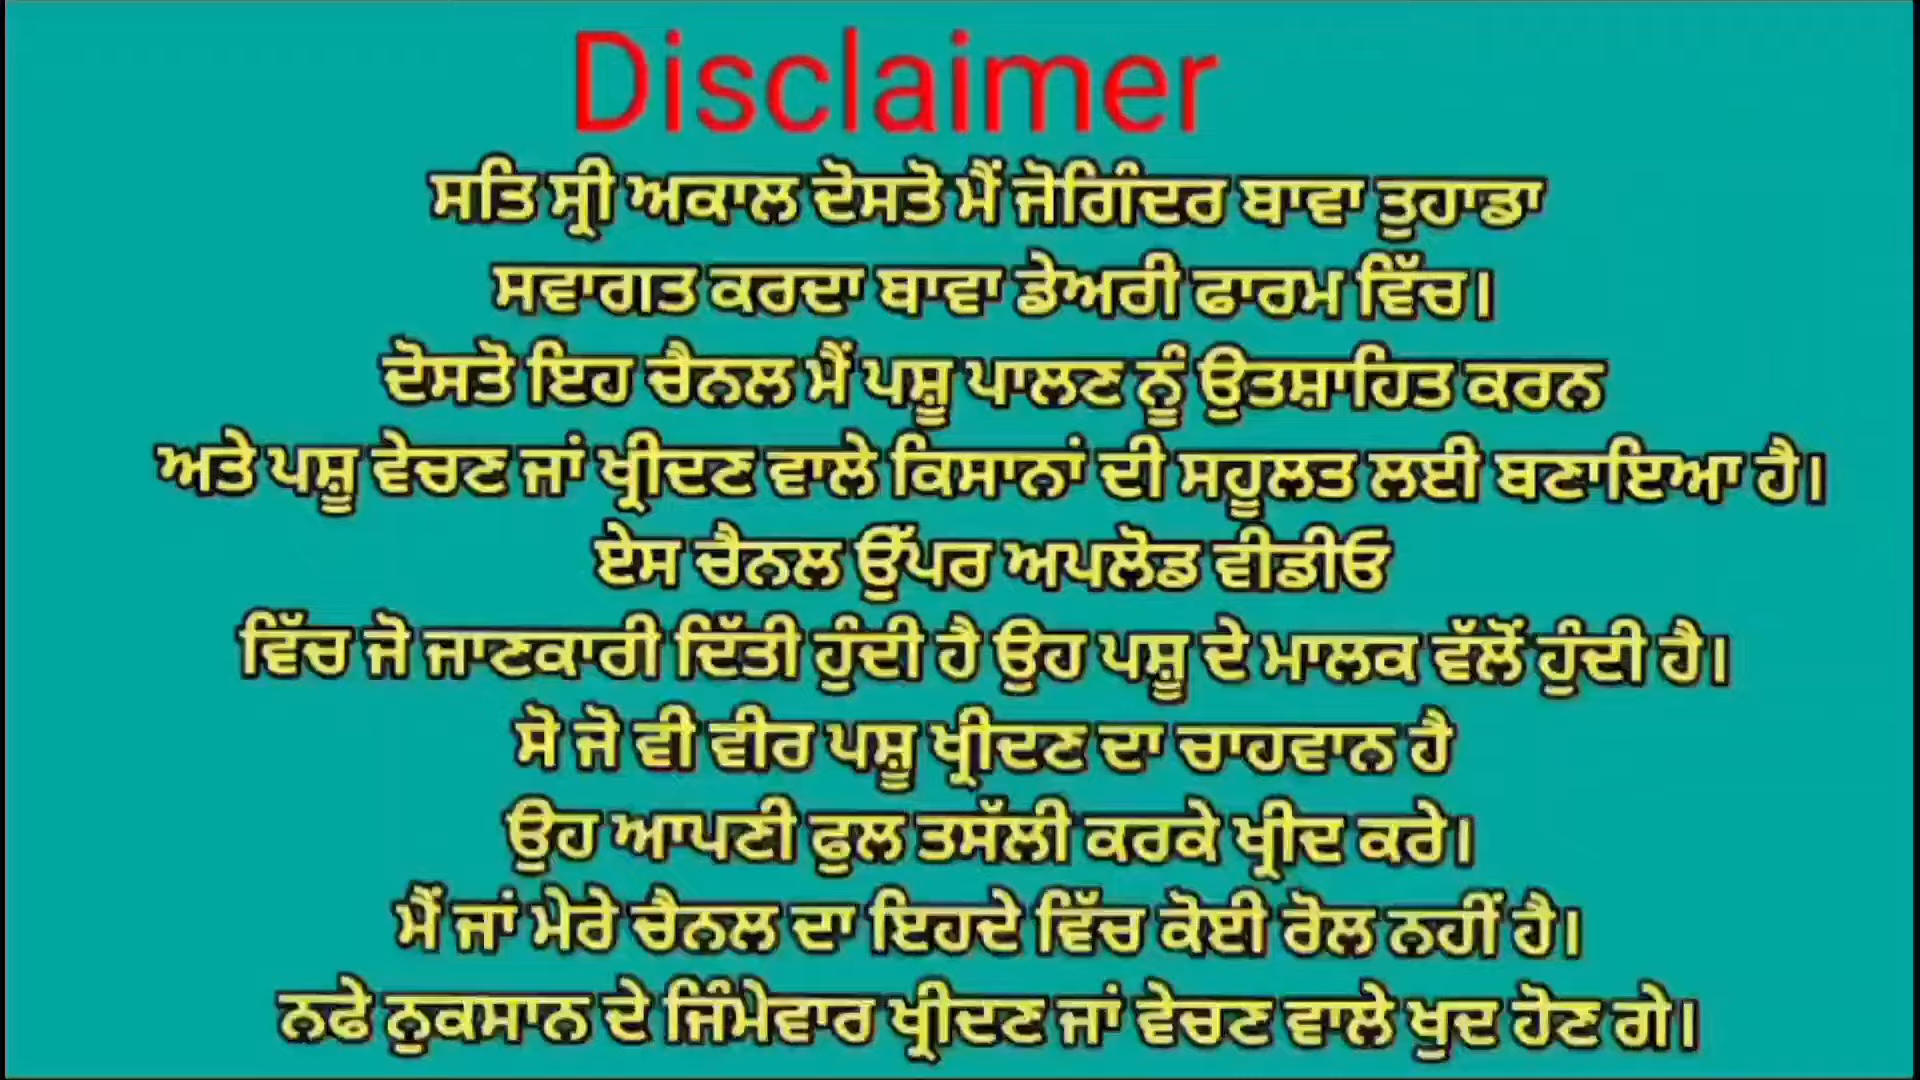 Disclaimer
ਸਤਿ ਸ੍ਰੀ ਅਕਾਲ ਦੋਸਤੋ ਮੈਂ ਜੋਗਿੰਦਰ ਬਾਵਾ ਤੁਹਾਡਾ
ਸਵਾਗਤ ਕਰਦਾ ਬਾਵਾ ਡੇਅਰੀ ਫਾਰਮ ਵਿੱਚ।
ਦੋਸਤੋ ਇਹ ਚੈਨਲ ਮੈਂ ਪਸ਼ੂ ਪਾਲਣ ਨੂੰ ਉਤਸ਼ਾਹਿਤ ਕਰਨ
ਅਤੇ ਪਸ਼ੂ ਵੇਚਣ ਜਾਂ ਖ੍ਰੀਦਣ ਵਾਲੇ ਕਿਸਾਨਾਂ ਦੀ ਸਹੂਲਤ ਲਈ ਬਣਾਇਆ ਹੈ।
ਏਸ ਚੈਨਲ ਉੱਪਰ ਅਪਲੋਡ ਵੀਡੀਓ
ਵਿੱਚ ਜੋ ਜਾਣਕਾਰੀ ਦਿੱਤੀ ਹੁੰਦੀ ਹੈ ਉਹ ਪਸ਼ੂ ਦੇ ਮਾਲਕ ਵੱਲੋਂ ਹੁੰਦੀ ਹੈ।
ਸੋ ਜੋ ਵੀ ਵੀਰ ਪਸ਼ੂ ਖ੍ਰੀਦਣ ਦਾ ਚਾਹਵਾਨ ਹੈ
ਉਹ ਆਪਣੀ ਫੁਲ ਤਸੱਲੀ ਕਰਕੇ ਖ੍ਰੀਦ ਕਰੇ।
ਮੈਂ ਜਾਂ ਮੇਰੇ ਚੈਨਲ ਦਾ ਇਹਦੇ ਵਿੱਚ ਕੋਈ ਰੋਲ ਨਹੀਂ ਹੈ।
ਨਫੇ ਨੁਕਸਾਨ ਦੇ ਜਿੰਮੇਵਾਰ ਖ੍ਰੀਦਣ ਜਾਂ ਵੇਚਣ ਵਾਲੇ ਖੁਦ ਹੋਣ ਗੇ।